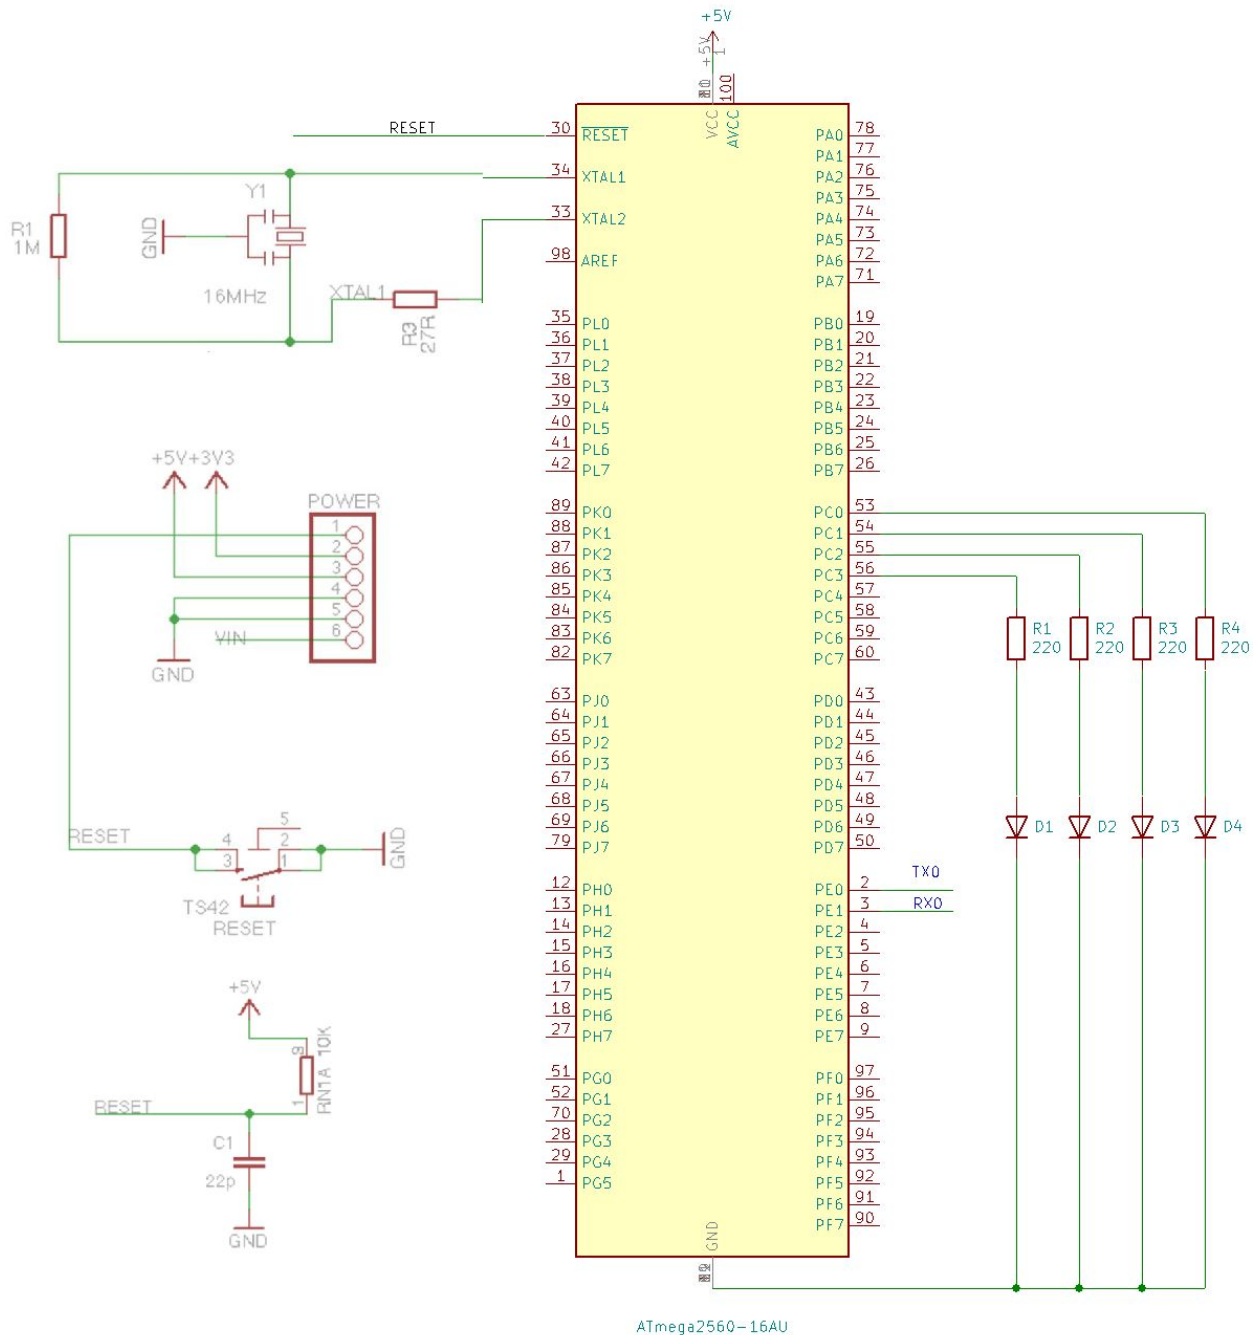 +5V
+5V
1
100
VCC
AVCC
RESET
30 RESET
34 XTAL1
33 XTAL2
98 AREF
Y1
R1
1M
GND
16MHz
XTAL1
R3
27R
35 PL0
36 PL1
37 PL2
38 PL3
39 PL4
40 PL5
41 PL6
42 PL7
89 PK0
88 PK1
87 PK2
86 PK3
85 PK4
84 PK5
83 PK6
82 PK7
63 PJ0
64 PJ1
65 PJ2
66 PJ3
67 PJ4
68 PJ5
69 PJ6
79 PJ7
12 PH0
13 PH1
14 PH2
15 PH3
16 PH4
17 PH5
18 PH6
27 PH7
51 PG0
52 PG1
70 PG2
28 PG3
29 PG4
1 PG5
PA0 78
PA1 77
PA2 76
PA3 75
PA4 74
PA5 73
PA6 72
PA7 71
PB0 19
PB1 20
PB2 21
PB3 22
PB4 23
PB5 24
PB6 25
PB7 26
PC0 53
PC1 54
PC2 55
PC3 56
PC4 57
PC5 58
PC6 59
PC7 60
PD0 43
PD1 44
PD2 45
PD3 46
PD4 47
PD5 48
PD6 49
PD7 50
PE0 2
PE1 3
PE2 4
PE3 5
PE4 6
PE5 7
PE6 8
PE7 9
PF0 97
PF1 96
PF2 95
PF3 94
PF4 93
PF5 92
PF6 91
PF7 90
TX0
RX0
R1
220
R2
220
R3
220
R4
220
D1
D2
D3
D4
+5V +3V3
POWER
1
2
3
4
5
6
VIN
GND
RESET
5
4
2
3
1
GND
TS42
RESET
+5V
RN1A 10K
1
RESET
C1
22p
GND
GND
ATmega2560-16AU